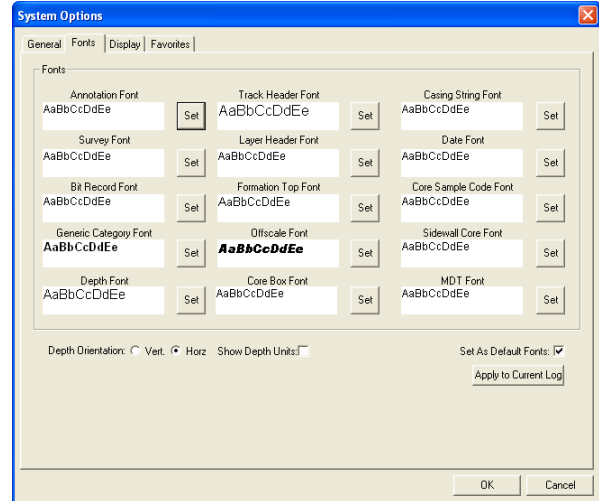 System Options
General Fonts Display Favorites
Fonts
Annotation Font Track Header Font Casing String Font
AaBbCcDdEe Set AaBbCcDdEe Set AaBbCcDdEe Set
Survey Font Layer Header Font Date Font
AaBbCcDdEe Set AaBbCcDdEe Set AaBbCcDdEe Set
Bit Record Font Formation Top Font Core Sample Code Font
AaBbCcDdEe Set AaBbCcDdEe Set AaBbCcDdEe Set
Generic Category Font Offscale Font Sidewall Core Font
AaBbCcDdEe Set AaBbCcDdEe Set AaBbCcDdEe Set
Depth Font Core Box Font MDT Font
AaBbCcDdEe Set AaBbCcDdEe Set AaBbCcDdEe Set
Depth Orientation: Vert. Horz Show Depth Units: Set As Default Fonts:
Apply to Current Log
OK Cancel